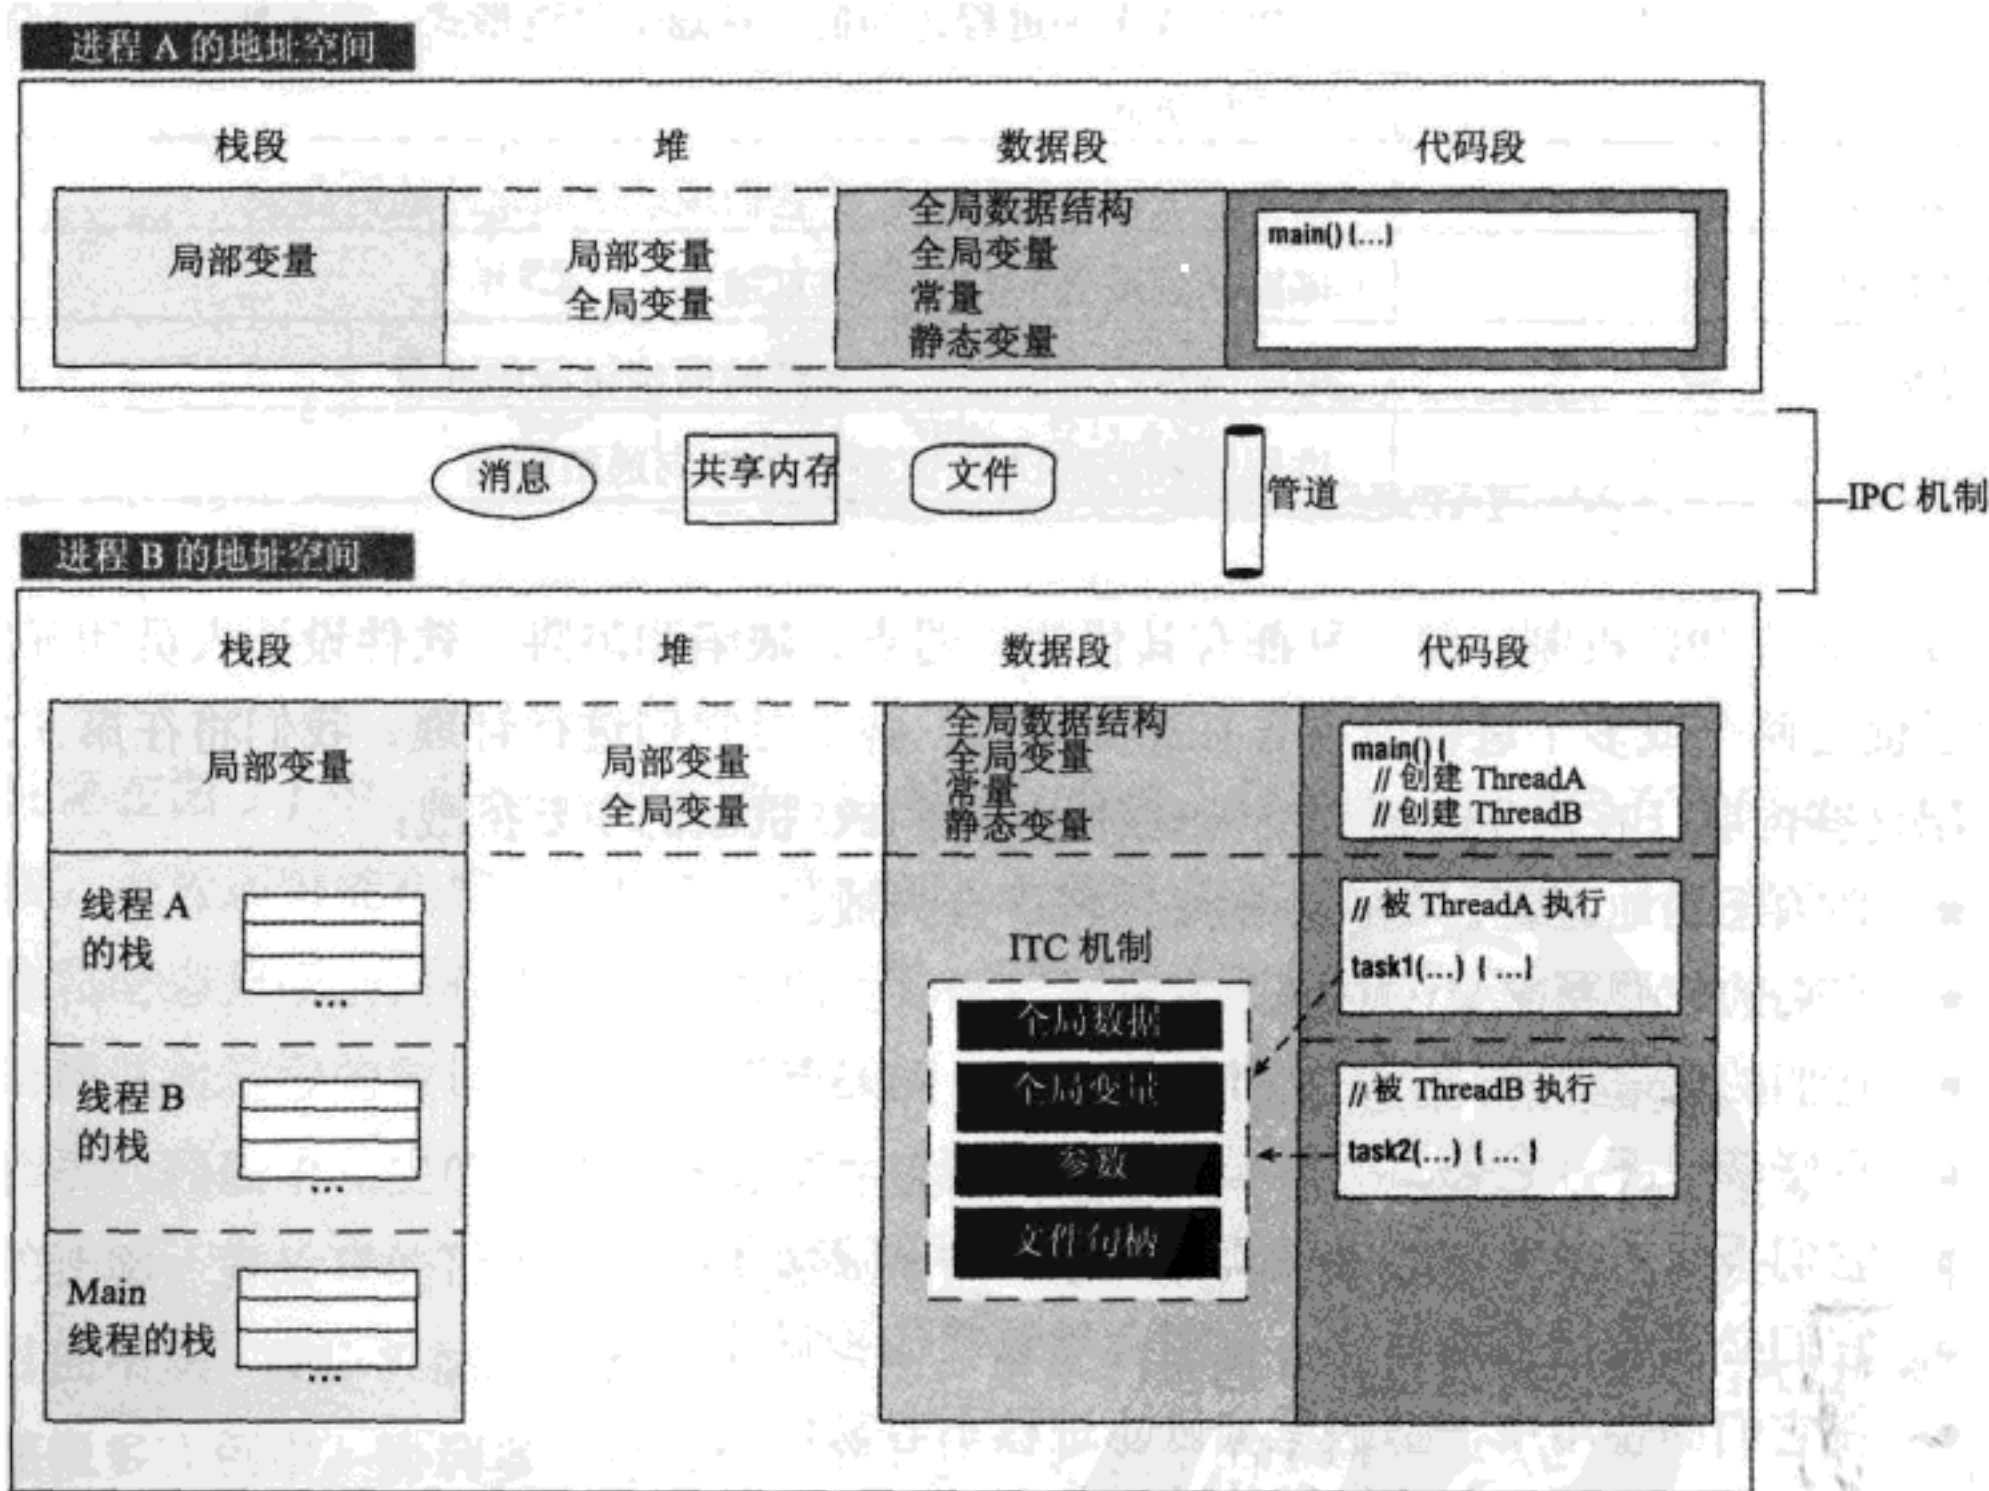 进程 A 的地址空间
栈段 堆 数据段 代码段
局部变量
局部变量
全局变量
全局数据结构
全局变量
常量
静态变量
main() {...}
消息 共享内存 文件 管道
IPC 机制
进程 B 的地址空间
栈段 堆 数据段 代码段
局部变量
局部变量
全局变量
全局数据结构
全局变量
常量
静态变量
main() {
// 创建 ThreadA
// 创建 ThreadB
线程 A
的栈
...
线程 B
的栈
...
Main
线程的栈
...
ITC 机制
全局数据
全局变量
参数
文件句柄
// 被 ThreadA 执行
task1(...) { ...}
// 被 ThreadB 执行
task2(...) { ... }